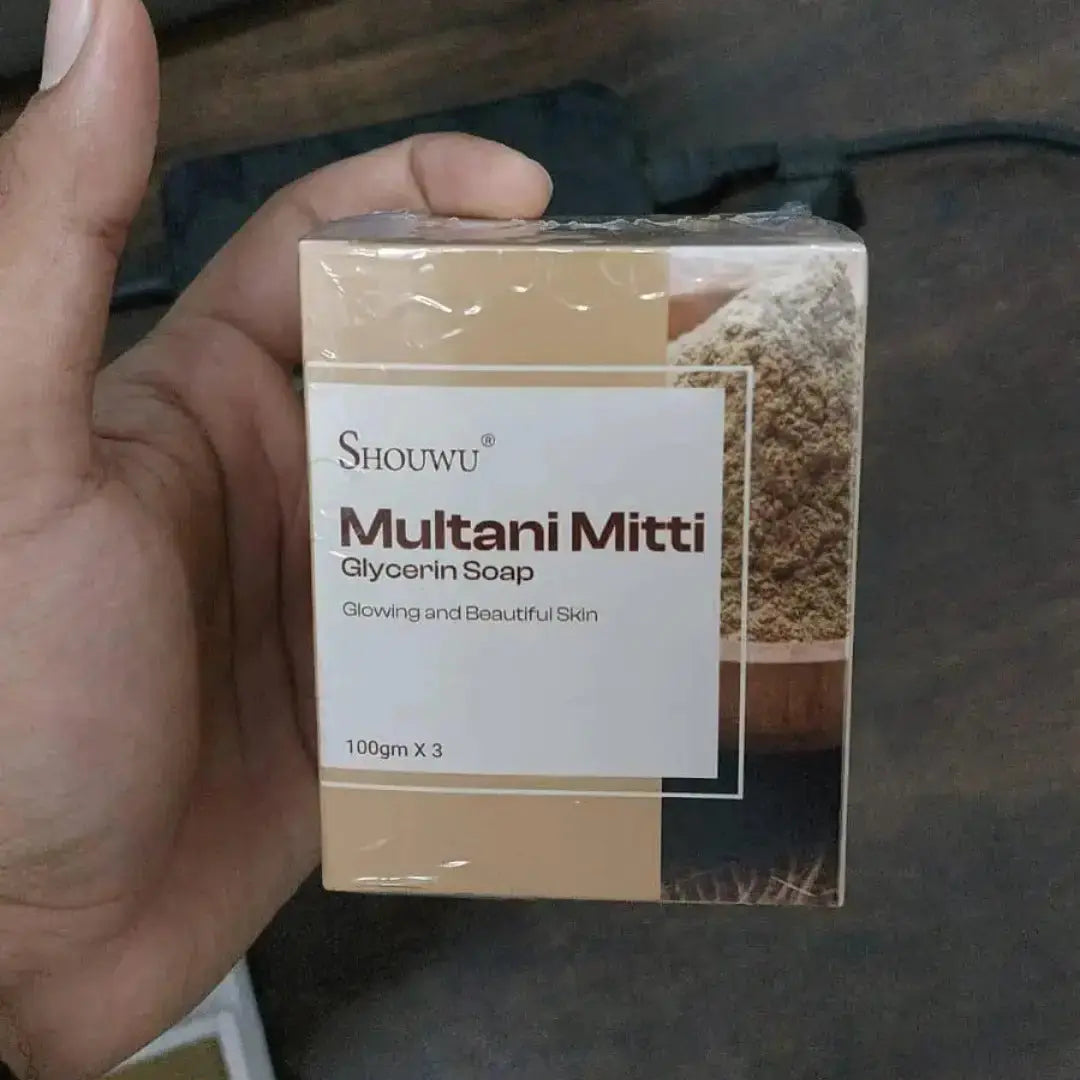 SHOUWU®
Multani Mitti
Glycerin Soap
Glowing and Beautiful Skin
100gm X 3